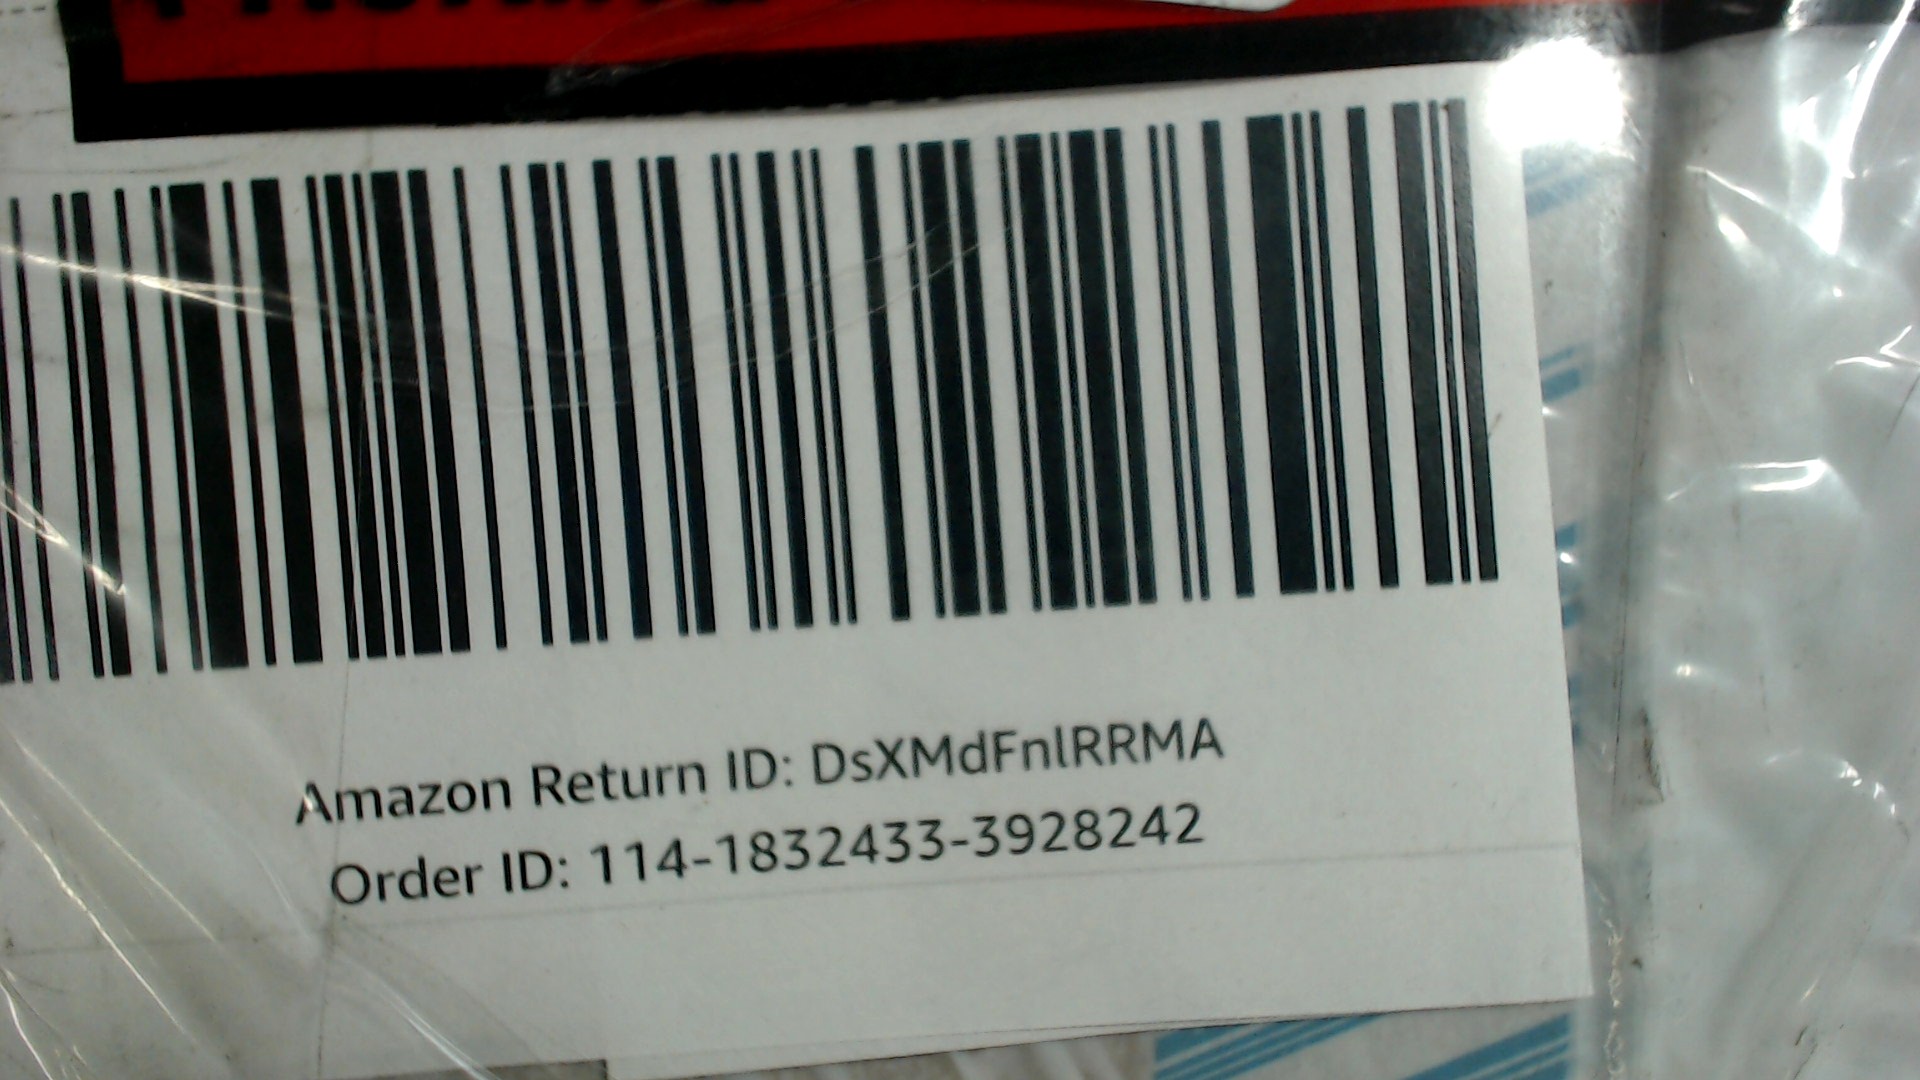 Amazon Return ID: DsXMdFnlRRMA
Order ID: 114-1832433-3928242